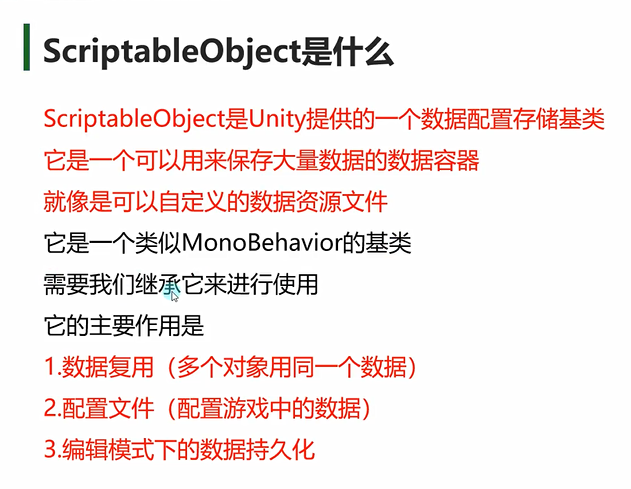 ScriptableObject是什么
ScriptableObject是Unity提供的一个数据配置存储基类
它是一个可以用来保存大量数据的数据容器
就像是可以自定义的数据资源文件
它是一个类似MonoBehavior的基类
需要我们继承它来进行使用
它的主要作用是
1.数据复用（多个对象用同一个数据）
2.配置文件（配置游戏中的数据）
3.编辑模式下的数据持久化